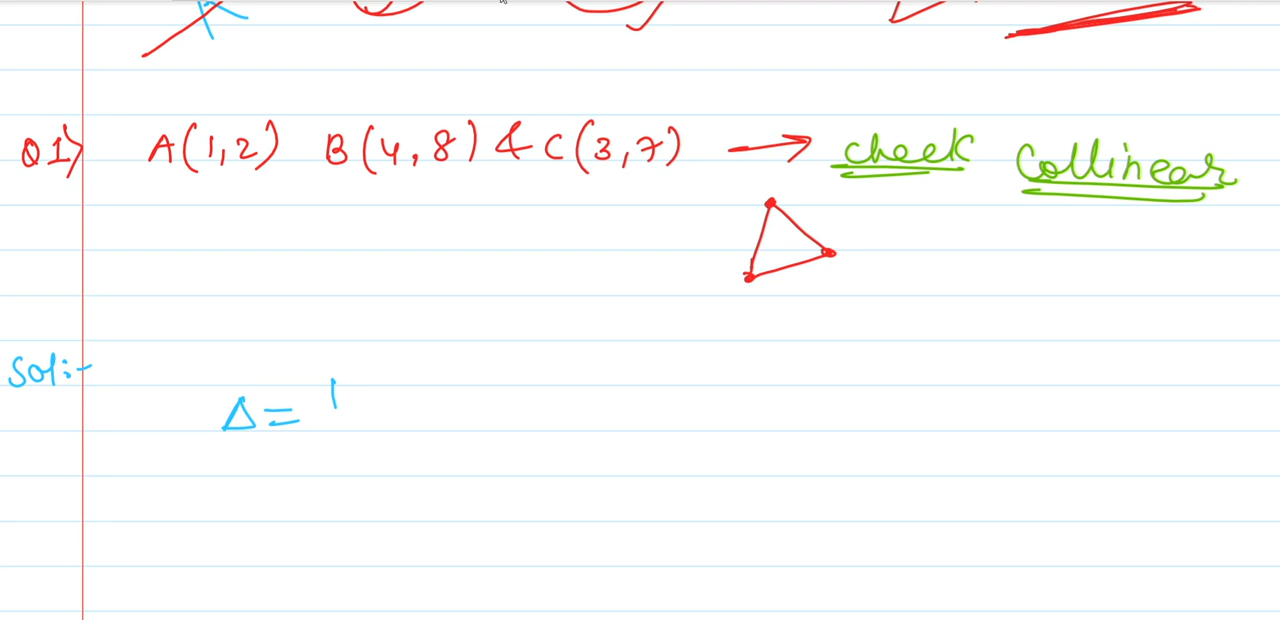 Q1) A(1,2) B(4,8) & C(3,7) → check Collinear
Sol:-
Δ = 1